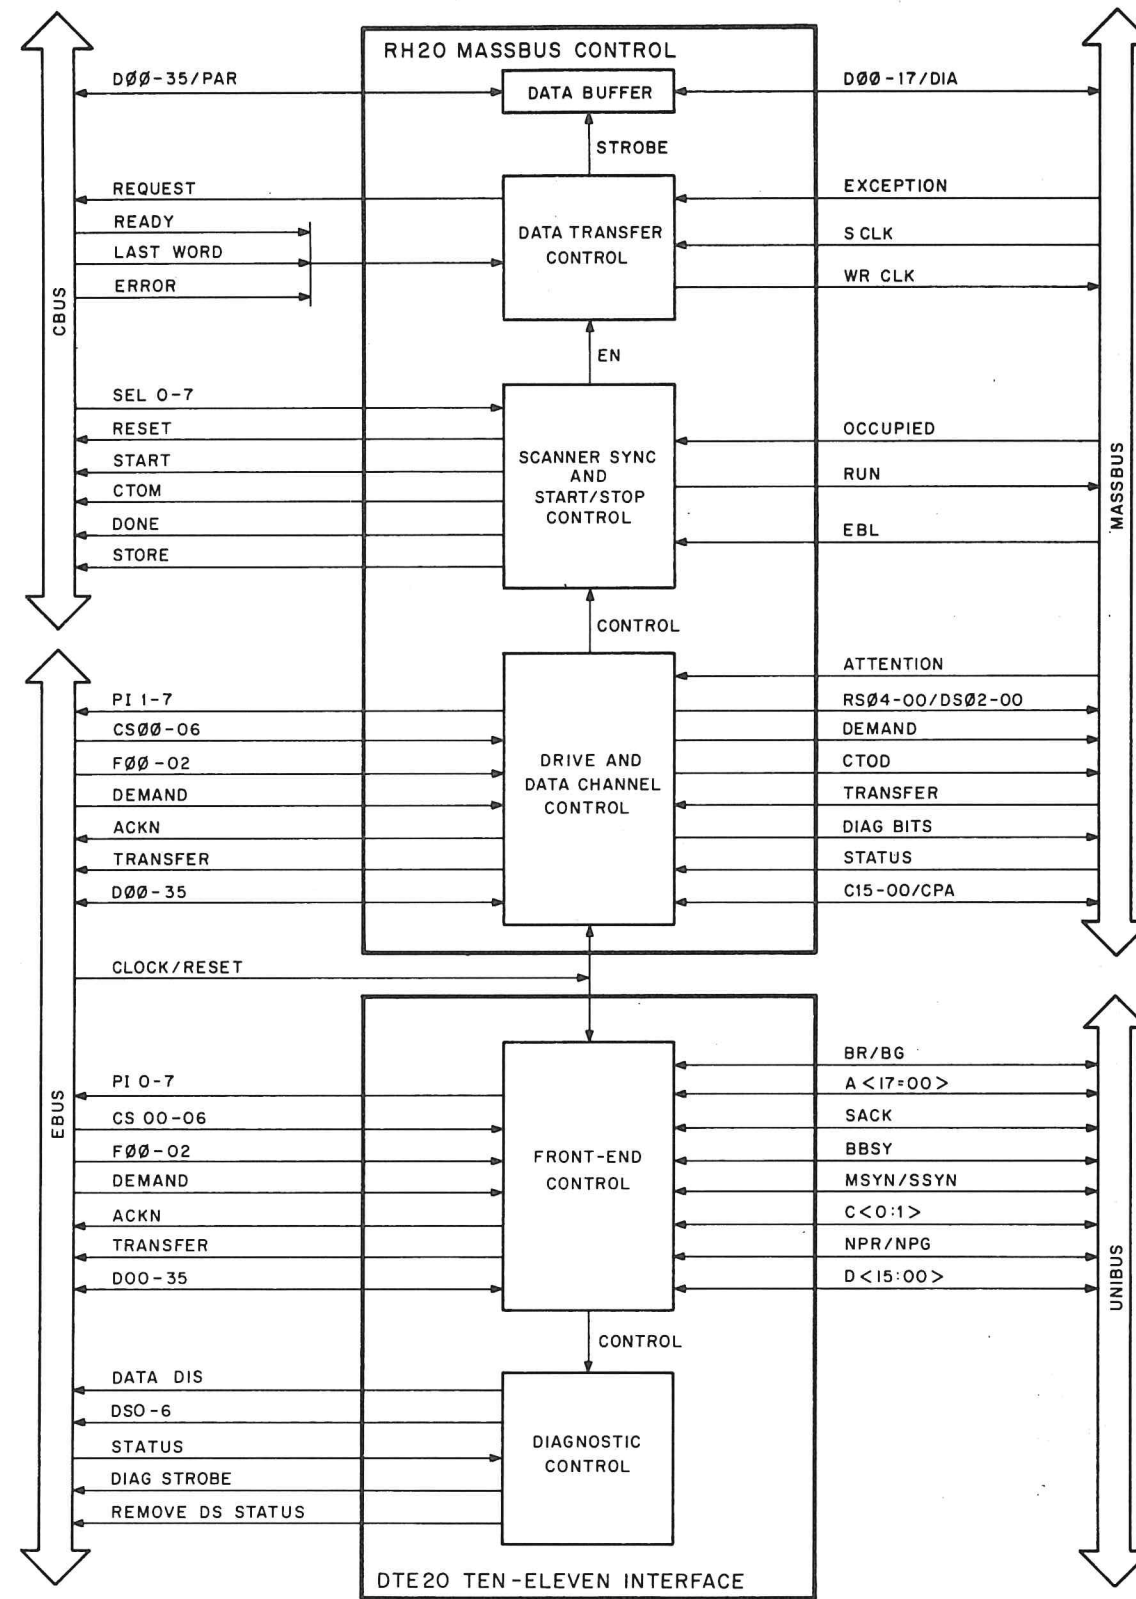 RH20 MASSBUS CONTROL
DØØ-35/PAR
DATA BUFFER
DØØ-17/DIA
STROBE
REQUEST
READY
LAST WORD
ERROR
DATA TRANSFER
CONTROL
EXCEPTION
S CLK
WR CLK
CBUS
EN
SEL 0-7
RESET
START
CTOM
DONE
STORE
SCANNER SYNC
AND
START/STOP
CONTROL
OCCUPIED
RUN
EBL
MASSBUS
CONTROL
PI 1-7
CSØØ-06
FØØ-02
DEMAND
ACKN
TRANSFER
DØØ-35
DRIVE AND
DATA CHANNEL
CONTROL
ATTENTION
RSØ4-00/DSØ2-00
DEMAND
CTOD
TRANSFER
DIAG BITS
STATUS
C15-00/CPA
CLOCK/RESET
EBUS
PI 0-7
CS 00-06
FØØ-02
DEMAND
ACKN
TRANSFER
D00-35
FRONT-END
CONTROL
BR/BG
A<17=00>
SACK
BBSY
MSYN/SSYN
C<0:1>
NPR/NPG
D<15:00>
UNIBUS
CONTROL
DATA DIS
DS0-6
STATUS
DIAG STROBE
REMOVE DS STATUS
DIAGNOSTIC
CONTROL
DTE20 TEN-ELEVEN INTERFACE